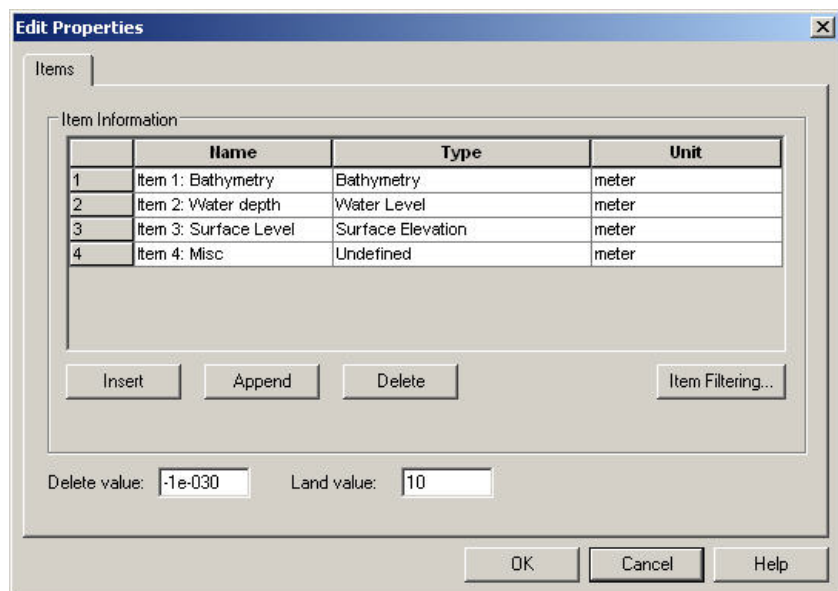 Edit Properties
Items
Item Information
Name Type Unit
1 Item 1: Bathymetry Bathymetry meter
2 Item 2: Water depth Water Level meter
3 Item 3: Surface Level Surface Elevation meter
4 Item 4: Misc Undefined meter
Insert Append Delete Item Filtering...
Delete value: -1e-030 Land value: 10
OK Cancel Help